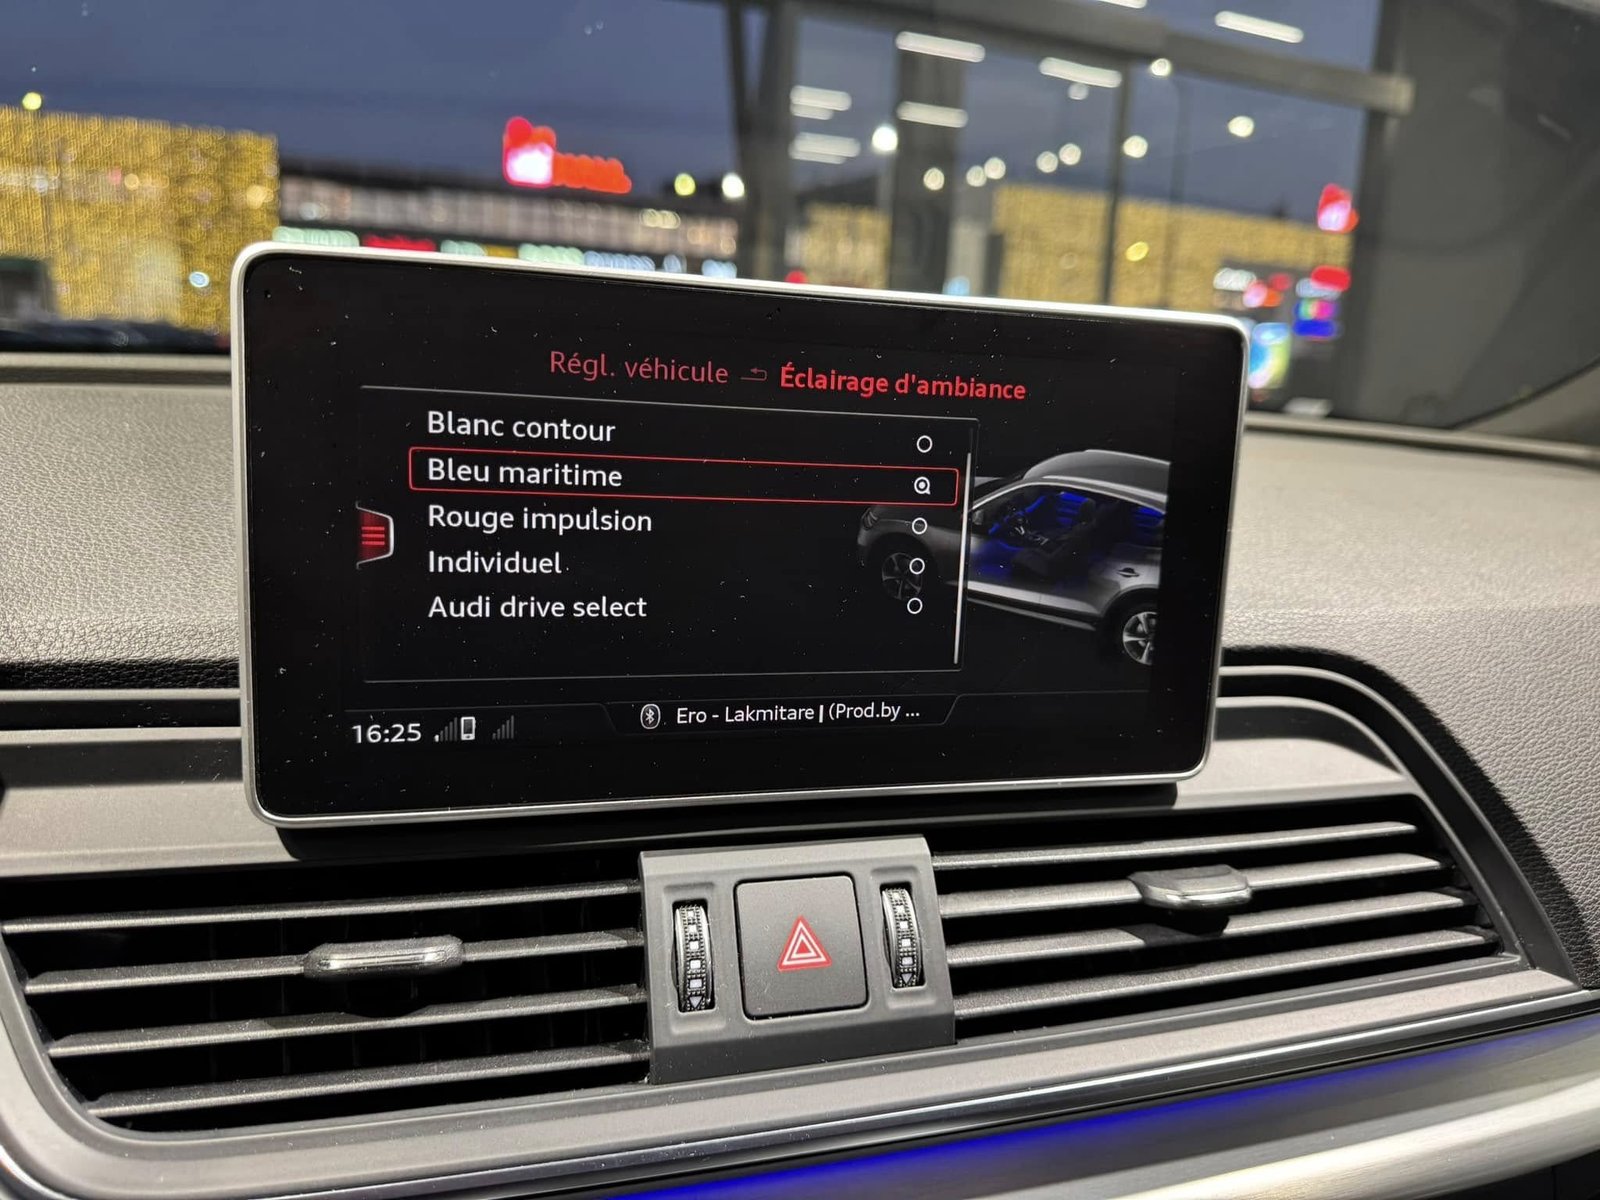 Régl. véhicule Éclairage d'ambiance
Blanc contour
Bleu maritime
Rouge impulsion
Individuel
Audi drive select
16:25 Ero - Lakmitare | (Prod.by ...